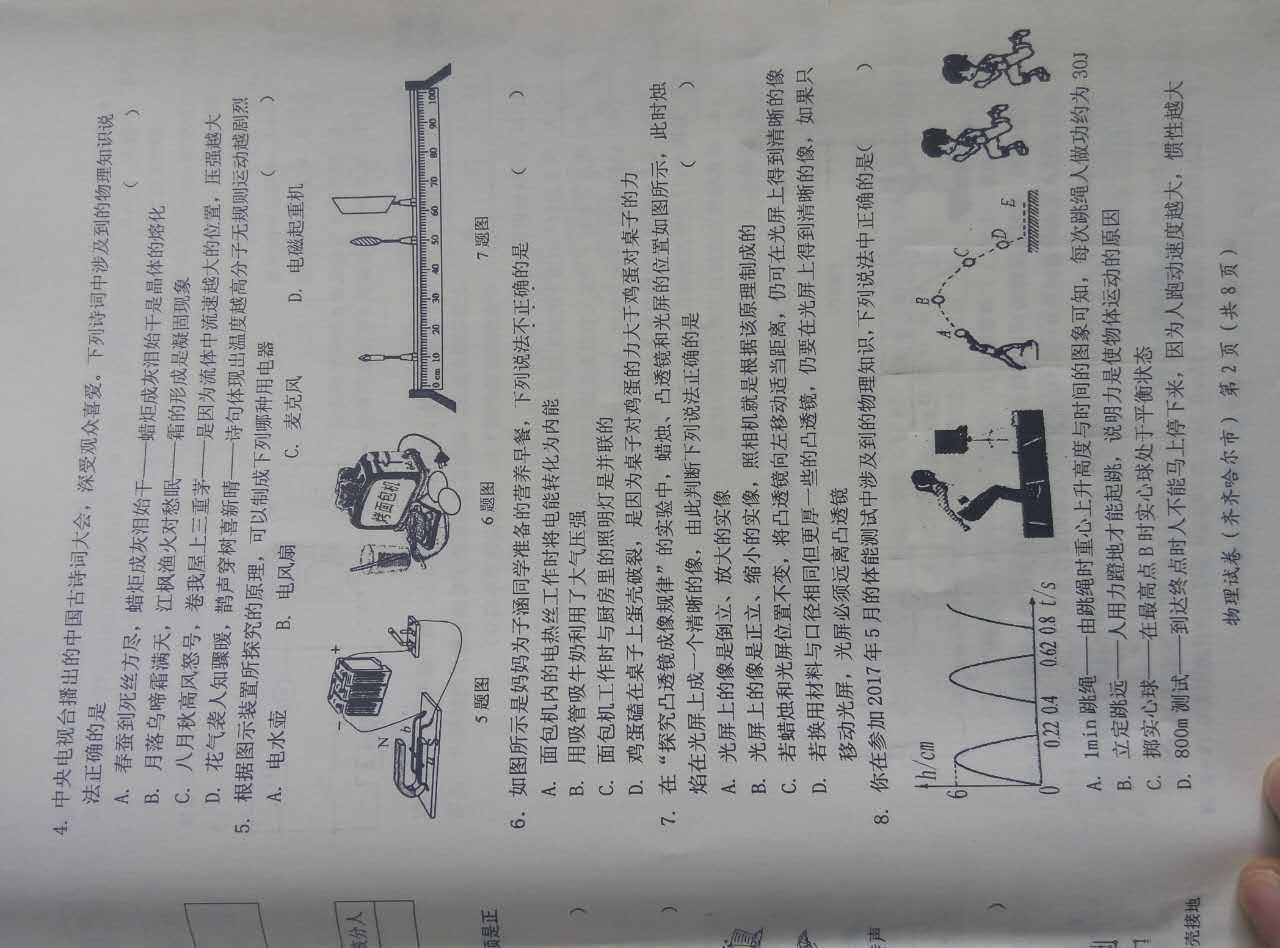 4. 中央电视台播出的中国古诗词大会，深受观众喜爱。下列诗词中涉及到的物理知识说
法正确的是 （ ）
A. 春蚕到死丝方尽，蜡炬成灰泪始干——蜡炬成灰泪始干是晶体的熔化
B. 月落乌啼霜满天，江枫渔火对愁眠——霜的形成是凝固现象
C. 八月秋高风怒号，卷我屋上三重茅——是因为流体中流速越大的位置，压强越大
D. 花气袭人知骤暖，鹊声穿树喜新晴——诗句体现出温度越高分子无规则运动越剧烈
5. 根据图示装置所探究的原理，可以制成下列哪种用电器 （ ）
A. 电水壶 B. 电风扇 C. 麦克风 D. 电磁起重机
N
b
－
+
5 题图
烤面包机
6 题图
0 cm 10 20 30 40 50 60 70 80 90 100
7 题图
6. 如图所示是妈妈为子涵同学准备的营养早餐，下列说法不正确的是 （ ）
A. 面包机内的电热丝工作时将电能转化为内能
B. 用吸管吸牛奶利用了大气压强
C. 面包机工作时与厨房里的照明灯是并联的
D. 鸡蛋磕在桌子上蛋壳破裂，是因为桌子对鸡蛋的力大于鸡蛋对桌子的力
7. 在“探究凸透镜成像规律”的实验中，蜡烛、凸透镜和光屏的位置如图所示，此时烛
焰在光屏上成一个清晰的像，由此判断下列说法正确的是 （ ）
A. 光屏上的像是倒立、放大的实像
B. 光屏上的像是正立、缩小的实像，照相机就是根据该原理制成的
C. 若蜡烛和光屏位置不变，将凸透镜向左移动适当距离，仍可在光屏上得到清晰的像
D. 若换用材料与口径相同但更厚一些的凸透镜，仍要在光屏上得到清晰的像，如果只
移动光屏，光屏必须远离凸透镜
8. 你在参加 2017 年 5 月的体能测试中涉及到的物理知识，下列说法中正确的是（ ）
h/cm
6
0 0.22 0.4 0.62 0.8 t/s
A B C D E
A. 1min 跳绳——由跳绳时重心上升高度与时间的图象可知，每次跳绳人做功约为 30J
B. 立定跳远——人用力蹬地才能起跳，说明力是使物体运动的原因
C. 掷实心球——在最高点 B 时实心球处于平衡状态
D. 800m 测试——到达终点时人不能马上停下来，因为人跑动速度越大，惯性越大
物理试卷（齐齐哈尔市） 第 2 页（共 8 页）